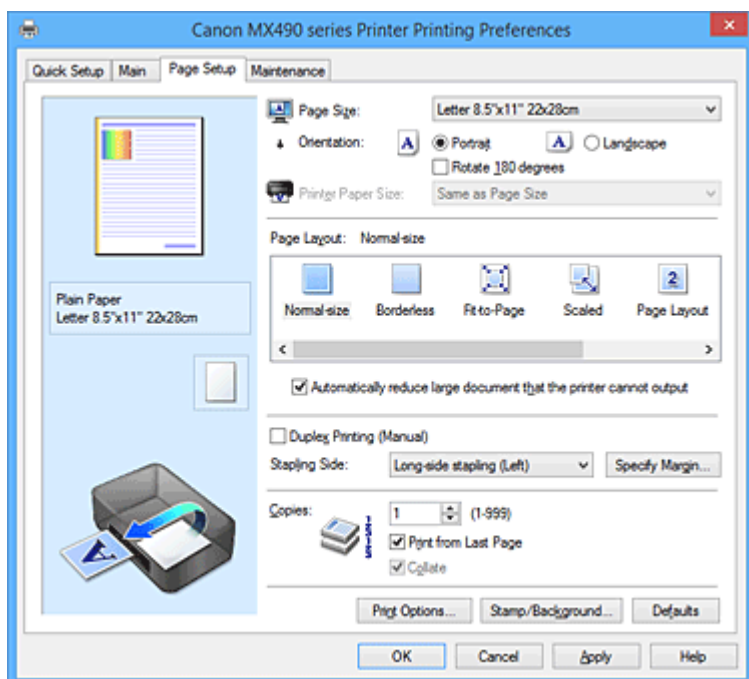 Canon MX490 series Printer Printing Preferences
Quick Setup Main Page Setup Maintenance
Page Size: Letter 8.5"x11" 22x28cm
Orientation: A Portrait A Landscape
Rotate 180 degrees
Printer Paper Size: Same as Page Size
Page Layout: Normal-size
2
Normal-size Borderless Fit-to-Page Scaled Page Layout
Plain Paper
Letter 8.5"x11" 22x28cm
Automatically reduce large document that the printer cannot output
Duplex Printing (Manual)
Stapling Side: Long-side stapling (Left) Specify Margin...
Copies: 1 (1-999)
Print from Last Page
Collate
A
Print Options... Stamp/Background... Defaults
OK Cancel Apply Help